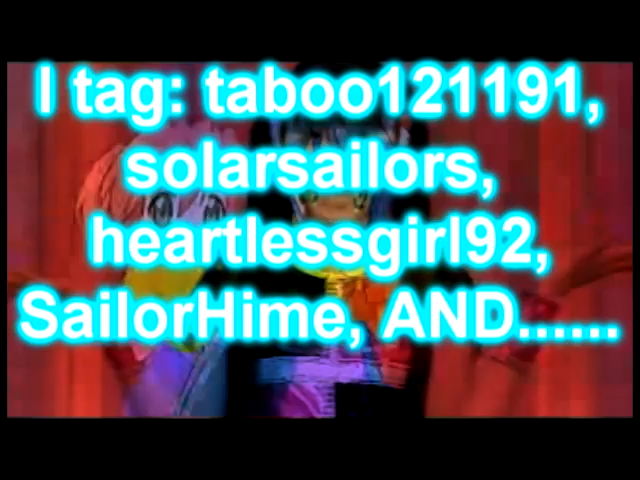 I tag: taboo121191,
solarsailors,
heartlessgirl92,
SailorHime, AND......